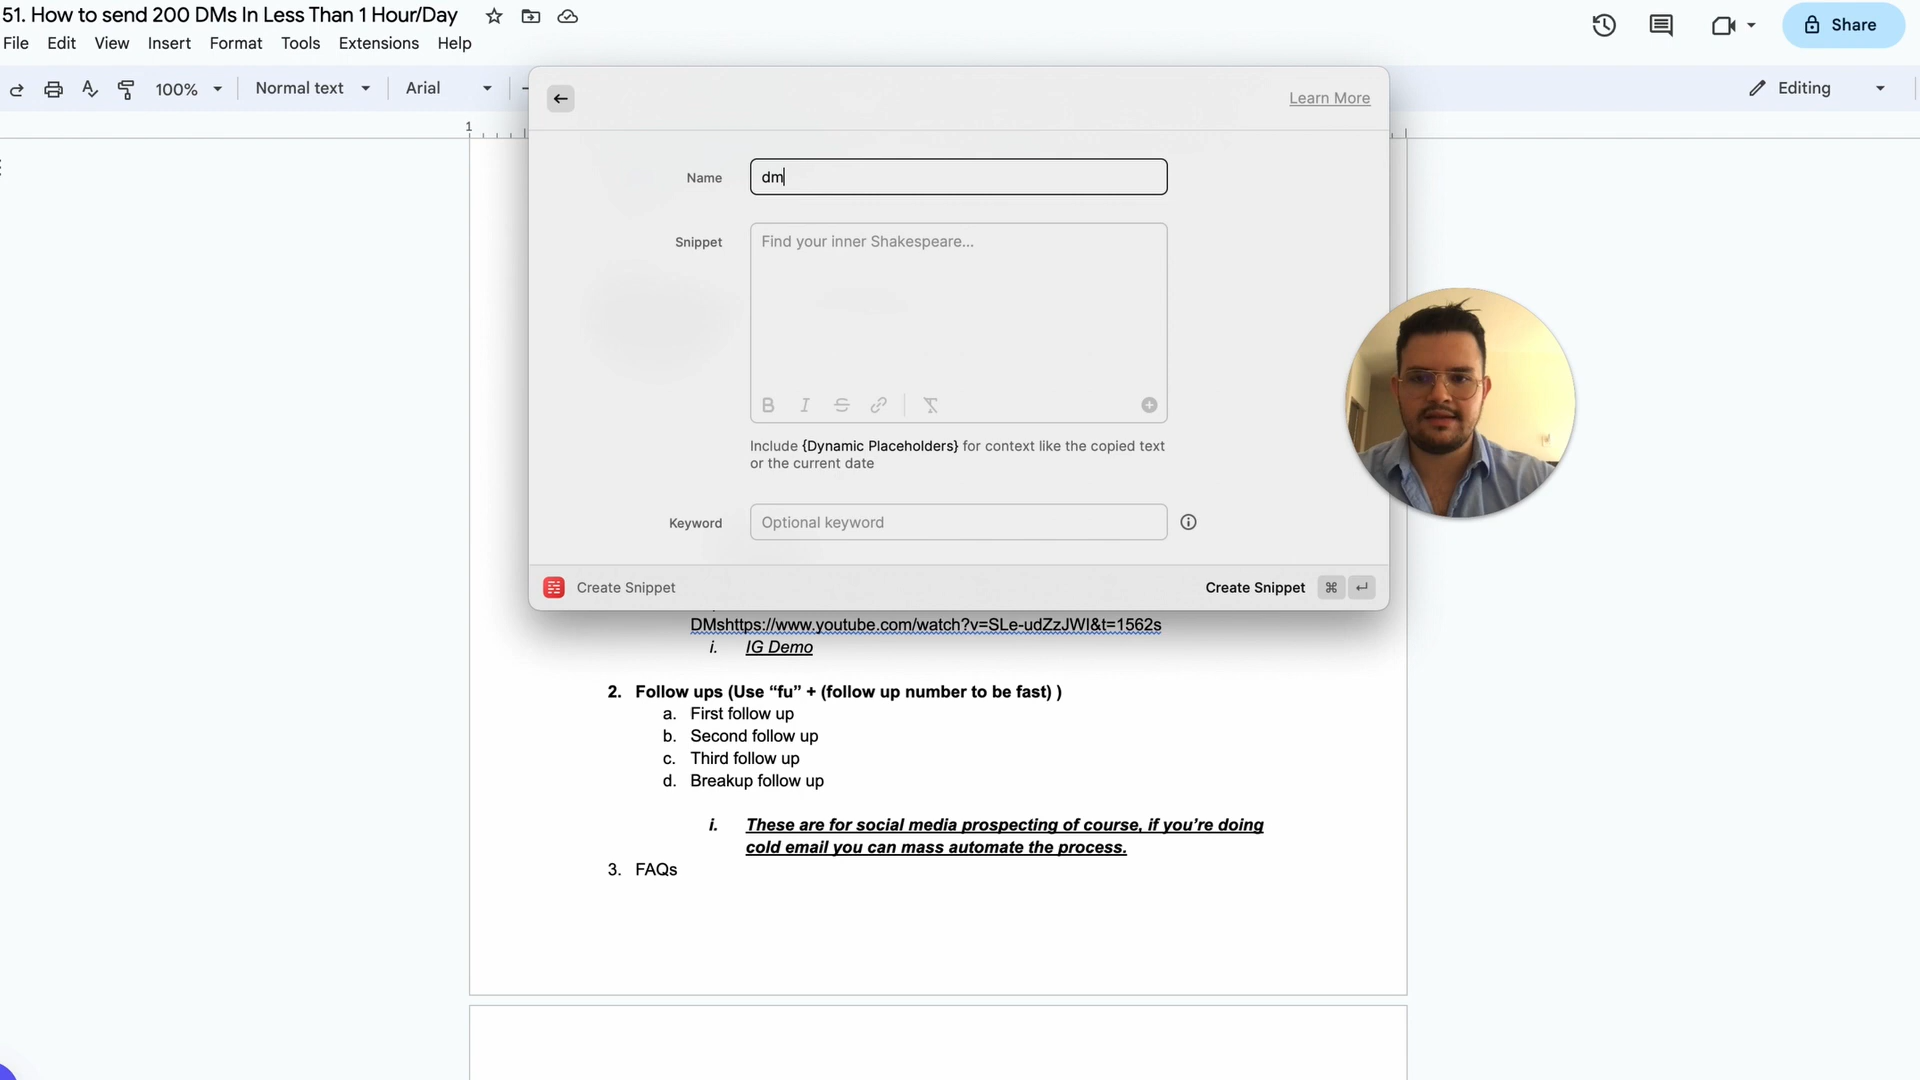 51. How to send 200 DMs In Less Than 1 Hour/Day
File Edit View Insert Format Tools Extensions Help
Share
100% Normal text Arial
Editing
Learn More
1
Name dm
Snippet Find your inner Shakespeare...
B I S
Include {Dynamic Placeholders} for context like the copied text
or the current date
Keyword Optional keyword
Create Snippet Create Snippet ⌘ ↵
DMshttps://www.youtube.com/watch?v=SLe-udZzJWI&t=1562s
i. IG Demo
2. Follow ups (Use “fu” + (follow up number to be fast) )
a. First follow up
b. Second follow up
c. Third follow up
d. Breakup follow up
i. These are for social media prospecting of course, if you’re doing
cold email you can mass automate the process.
3. FAQs